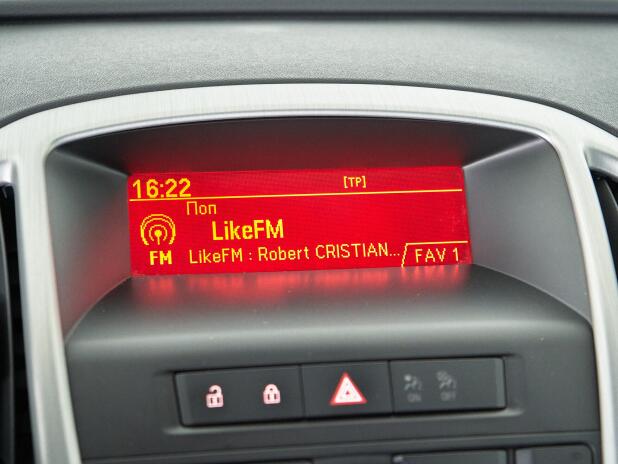 16:22 [TP]
Поп
LikeFM
FM LikeFM : Robert CRISTIAN... FAV 1
ON OFF